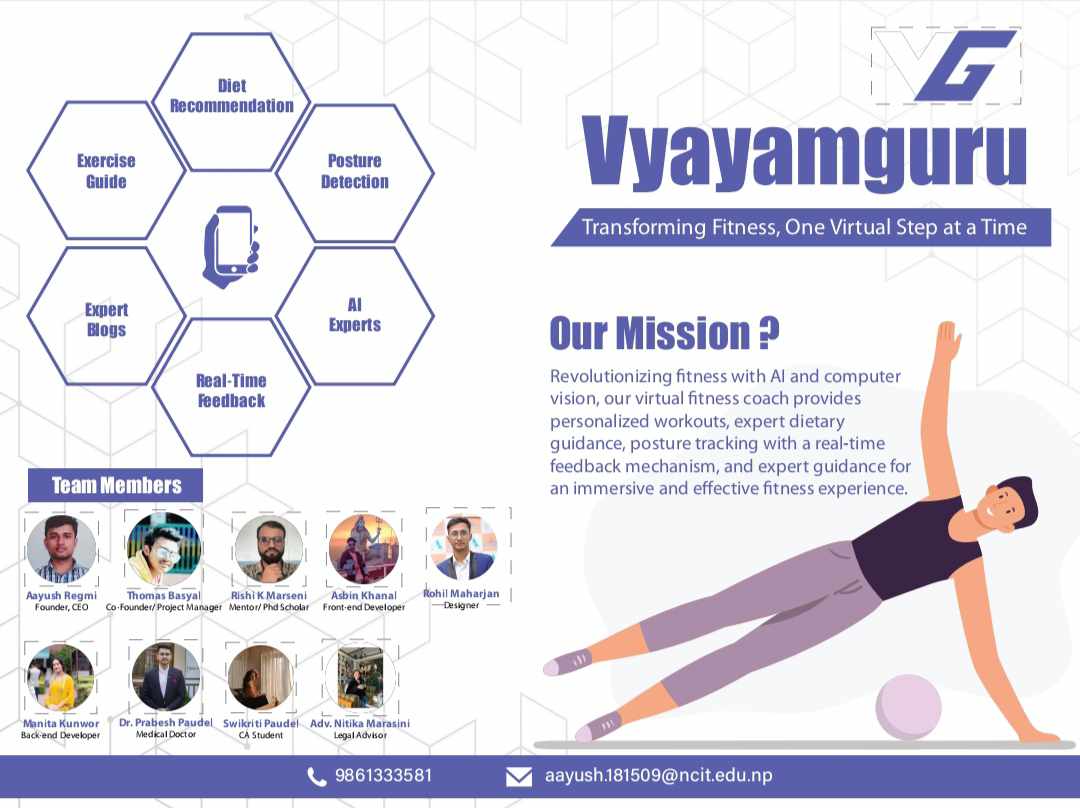 Diet
Recommendation
Exercise
Guide
Posture
Detection
Expert
Blogs
AI
Experts
Real-Time
Feedback
Team Members
Aayush Regmi
Founder, CEO
Thomas Basyal
Co-Founder/ Project Manager
Rishi K Marseni
Mentor/ Phd Scholar
Asbin Khanal
Front-end Developer
Rohil Maharjan
Designer
Manita Kunwor
Back-end Developer
Dr. Prabesh Paudel
Medical Doctor
Swikriti Paudel
CA Student
Adv. Nitika Marasini
Legal Advisor
VG
Vyayamguru
Transforming Fitness, One Virtual Step at a Time
Our Mission ?
Revolutionizing fitness with AI and computer
vision, our virtual fitness coach provides
personalized workouts, expert dietary
guidance, posture tracking with a real-time
feedback mechanism, and expert guidance for
an immersive and effective fitness experience.
9861333581
aayush.181509@ncit.edu.np